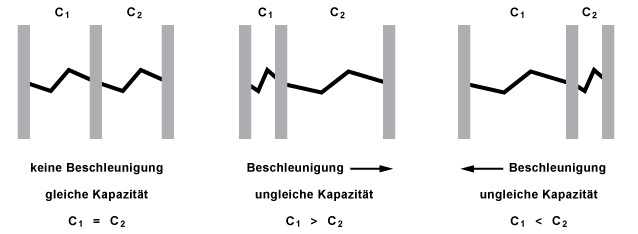 C₁ C₂
keine Beschleunigung
gleiche Kapazität
C₁ = C₂
C₁ C₂
Beschleunigung
ungleiche Kapazität
C₁ > C₂
C₁ C₂
Beschleunigung
ungleiche Kapazität
C₁ < C₂